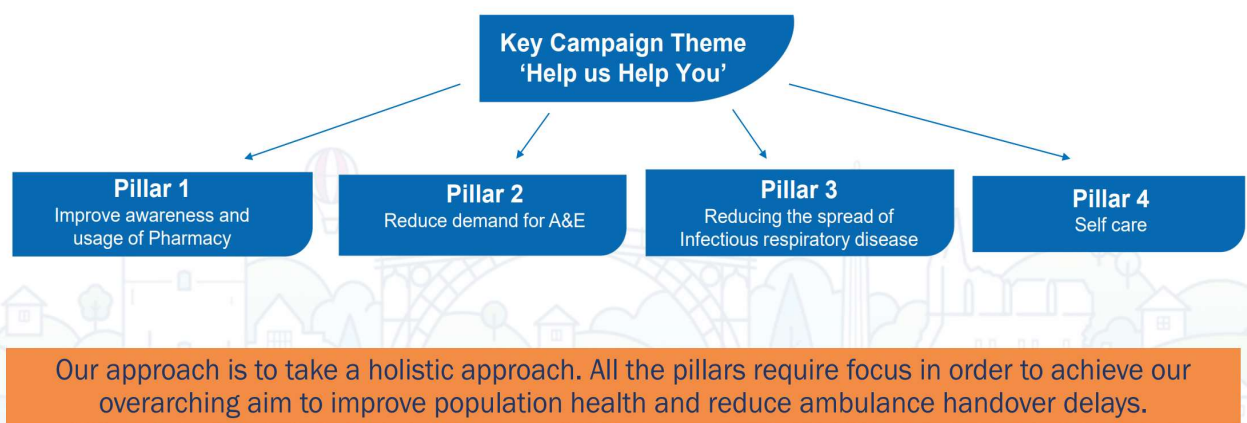 Key Campaign Theme
‘Help us Help You’
Pillar 1
Improve awareness and
usage of Pharmacy
Pillar 2
Reduce demand for A&E
Pillar 3
Reducing the spread of
Infectious respiratory disease
Pillar 4
Self care
Our approach is to take a holistic approach. All the pillars require focus in order to achieve our
overarching aim to improve population health and reduce ambulance handover delays.